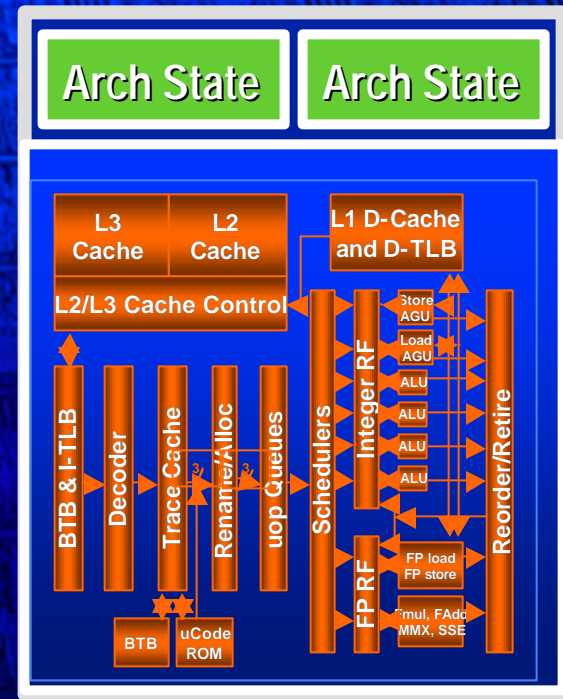 Arch State
Arch State
L3
Cache
L2
Cache
L1 D-Cache
and D-TLB
L2/L3 Cache Control
BTB & I-TLB
Decoder
Trace Cache
3
Rename/Alloc
3
uop Queues
Schedulers
Integer RF
FP RF
Store
AGU
Load
AGU
ALU
ALU
ALU
ALU
FP load
FP store
Fmul, FAdd
MMX, SSE
Reorder/Retire
BTB
uCode
ROM